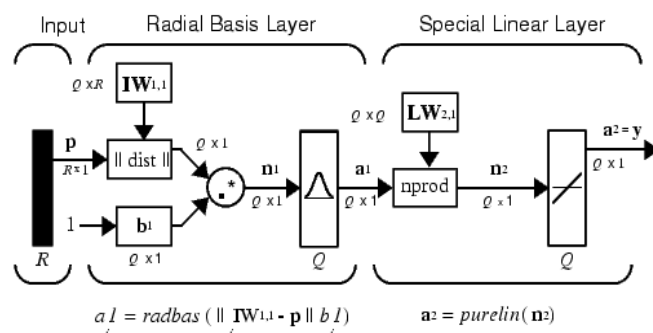 Input Radial Basis Layer Special Linear Layer
Q x R IW1,1
Q x Q LW2,1
p
R x 1
|| dist ||
Q x 1
.*
n1
Q x 1
a1
Q x 1
nprod
n2
Q x 1
a2 = y
Q x 1
1
b1
Q x 1
R
Q
Q
a1 = radbas ( || IW1,1 - p || b1)
a2 = purelin( n2)